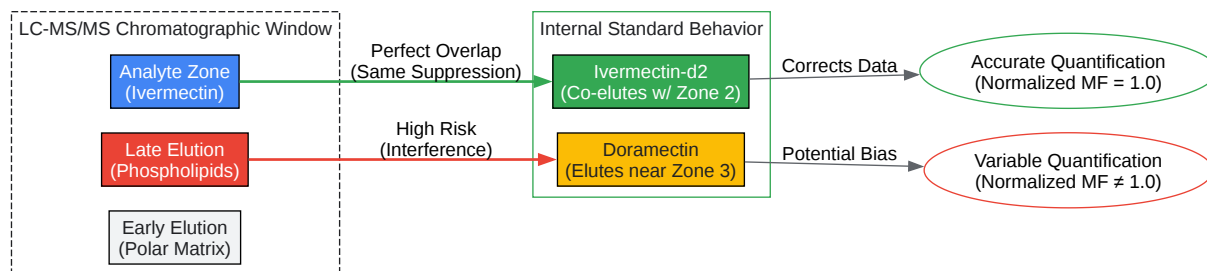 LC-MS/MS Chromatographic Window
Analyte Zone
(Ivermectin)
Late Elution
(Phospholipids)
Early Elution
(Polar Matrix)
Perfect Overlap
(Same Suppression)
High Risk
(Interference)
Internal Standard Behavior
Ivermectin-d2
(Co-elutes w/ Zone 2)
Doramectin
(Elutes near Zone 3)
Corrects Data
Potential Bias
Accurate Quantification
(Normalized MF = 1.0)
Variable Quantification
(Normalized MF ≠ 1.0)